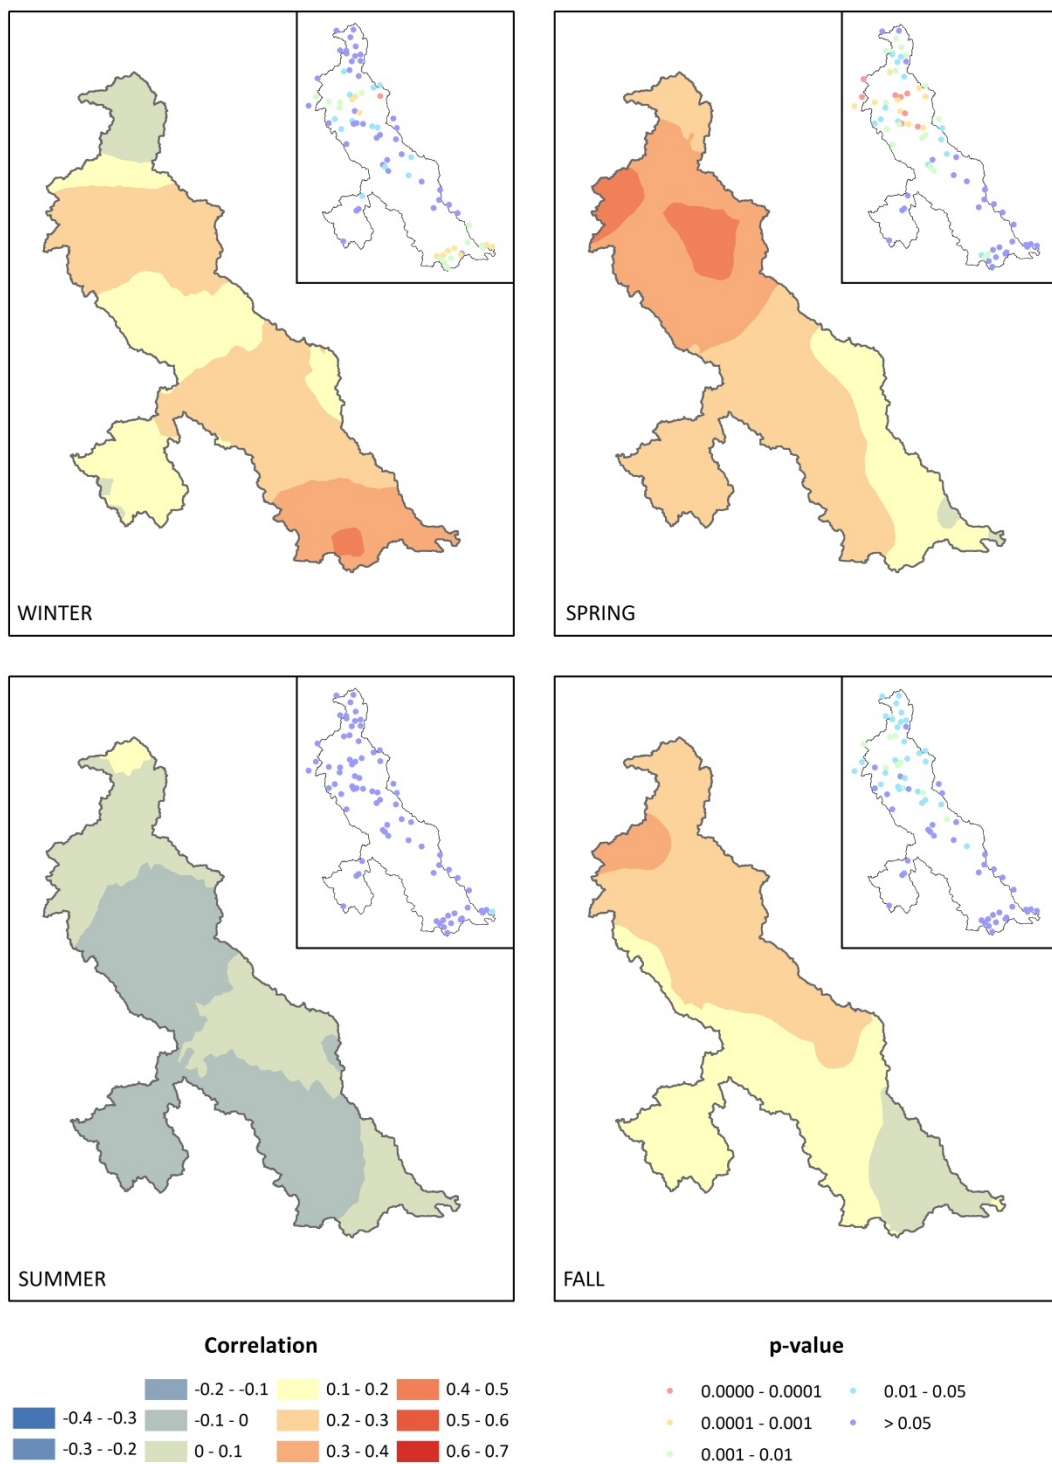 WINTER
SPRING
SUMMER
FALL
Correlation
-0.4 - -0.3
-0.3 - -0.2
-0.2 - -0.1
-0.1 - 0
0 - 0.1
0.1 - 0.2
0.2 - 0.3
0.3 - 0.4
0.4 - 0.5
0.5 - 0.6
0.6 - 0.7
p-value
0.0000 - 0.0001
0.0001 - 0.001
0.001 - 0.01
0.01 - 0.05
> 0.05